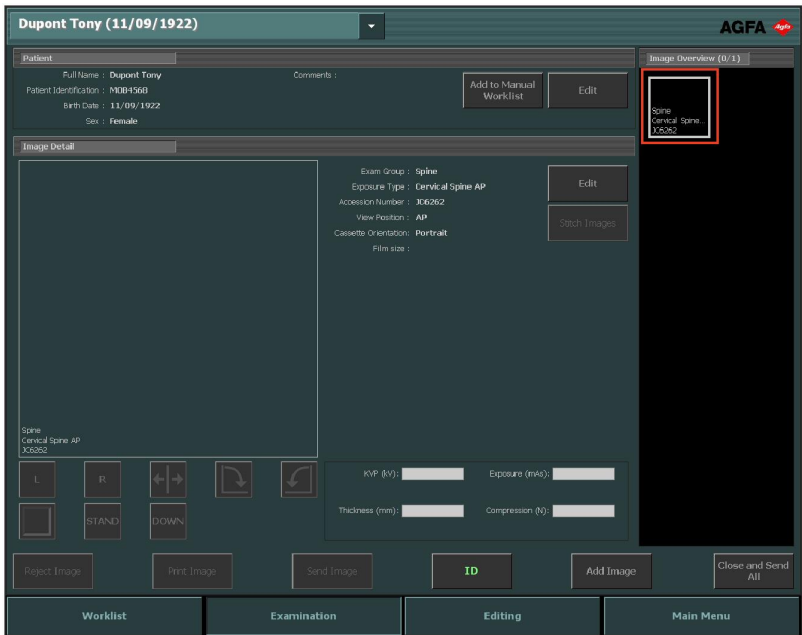 Dupont Tony (11/09/1922)
AGFA
Agfa
Patient
Full Name : Dupont Tony
Comments :
Patient Identification : MOB4568
Birth Date : 11/09/1922
Sex : Female
Add to Manual
Worklist
Edit
Image Overview (0/1)
Spine
Cervical Spine...
JC6262
Image Detail
Exam Group : Spine
Exposure Type : Cervical Spine AP
Accession Number : JC6262
View Position : AP
Cassette Orientation: Portrait
Film size :
Edit
Stitch Images
Spine
Cervical Spine AP
JC6262
L
R
STAND
DOWN
KVP (kV):
Exposure (mAs):
Thickness (mm):
Compression (N):
Reject Image
Print Image
Send Image
ID
Add Image
Close and Send
All
Worklist
Examination
Editing
Main Menu